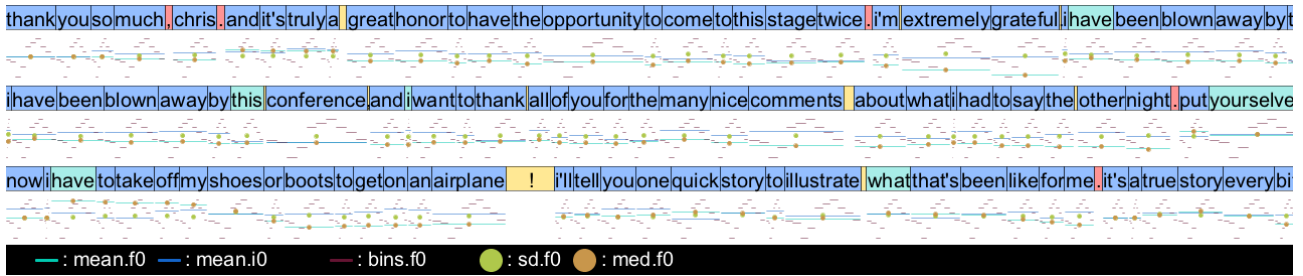 thank you so much , chris . and it's truly a great honor to have the opportunity to come to this stage twice . i'm extremely grateful . i have been blown away by t
i have been blown away by this conference , and i want to thank all of you for the many nice comments about what i had to say the other night . put yourselve
now i have to take off my shoes or boots to get on an airplane ! i'll tell you one quick story to illustrate what that's been like for me . it's a true story every bit
: mean.f0 : mean.i0 : bins.f0 : sd.f0 : med.f0